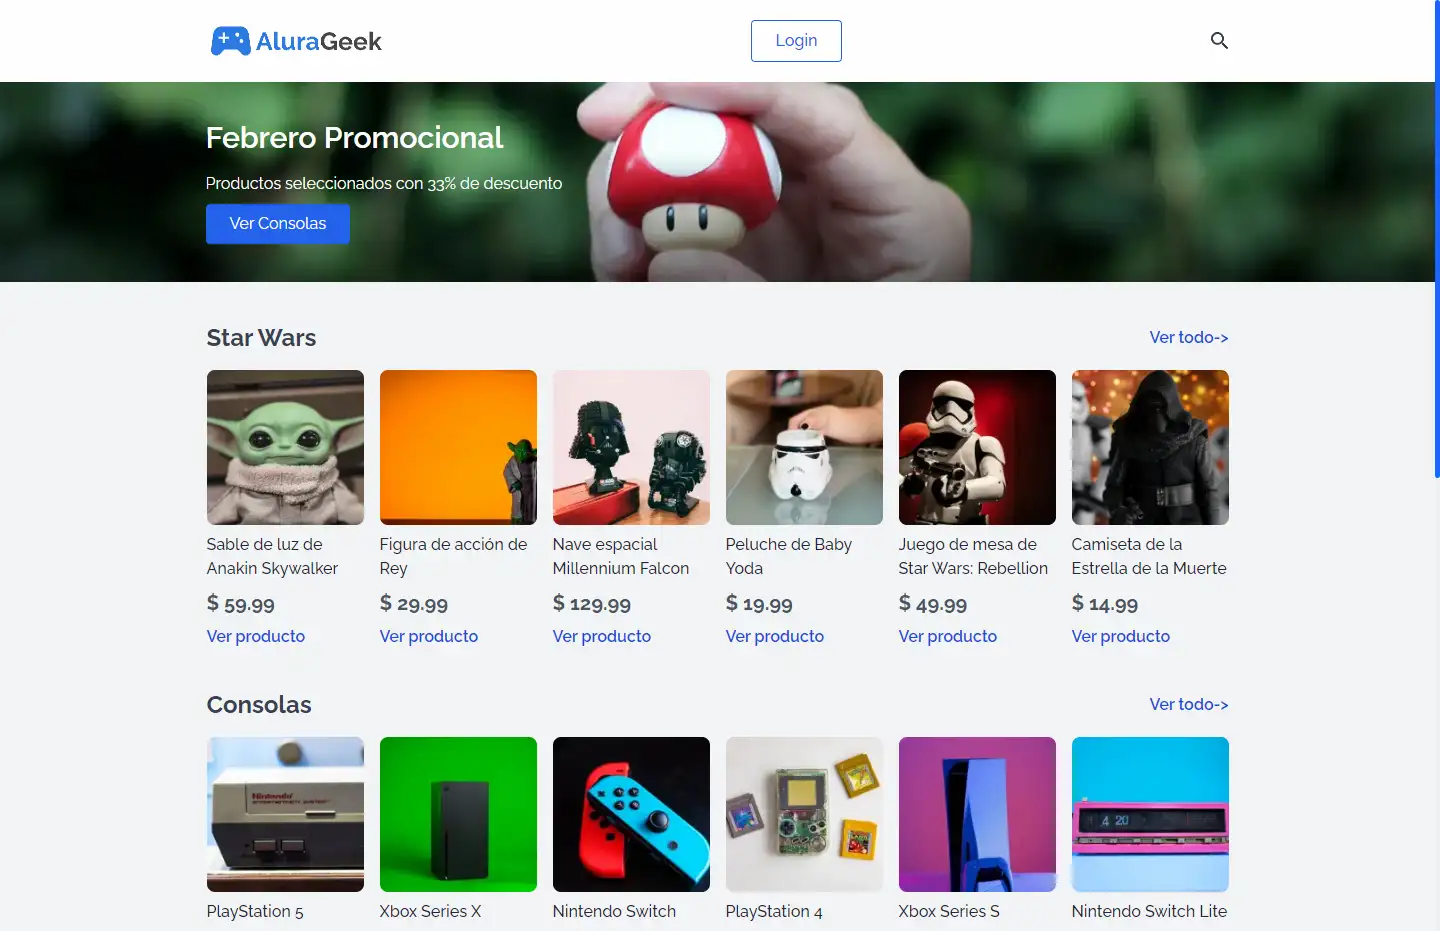 AluraGeek
Login
Febrero Promocional
Productos seleccionados con 33% de descuento
Ver Consolas
Star Wars
Ver todo->
Sable de luz de
Anakin Skywalker
$ 59.99
Ver producto
Figura de acción de
Rey
$ 29.99
Ver producto
Nave espacial
Millennium Falcon
$ 129.99
Ver producto
Peluche de Baby
Yoda
$ 19.99
Ver producto
Juego de mesa de
Star Wars: Rebellion
$ 49.99
Ver producto
Camiseta de la
Estrella de la Muerte
$ 14.99
Ver producto
Consolas
Ver todo->
Nintendo
PlayStation 5
Xbox Series X
Nintendo Switch
PlayStation 4
Xbox Series S
4 20
Nintendo Switch Lite